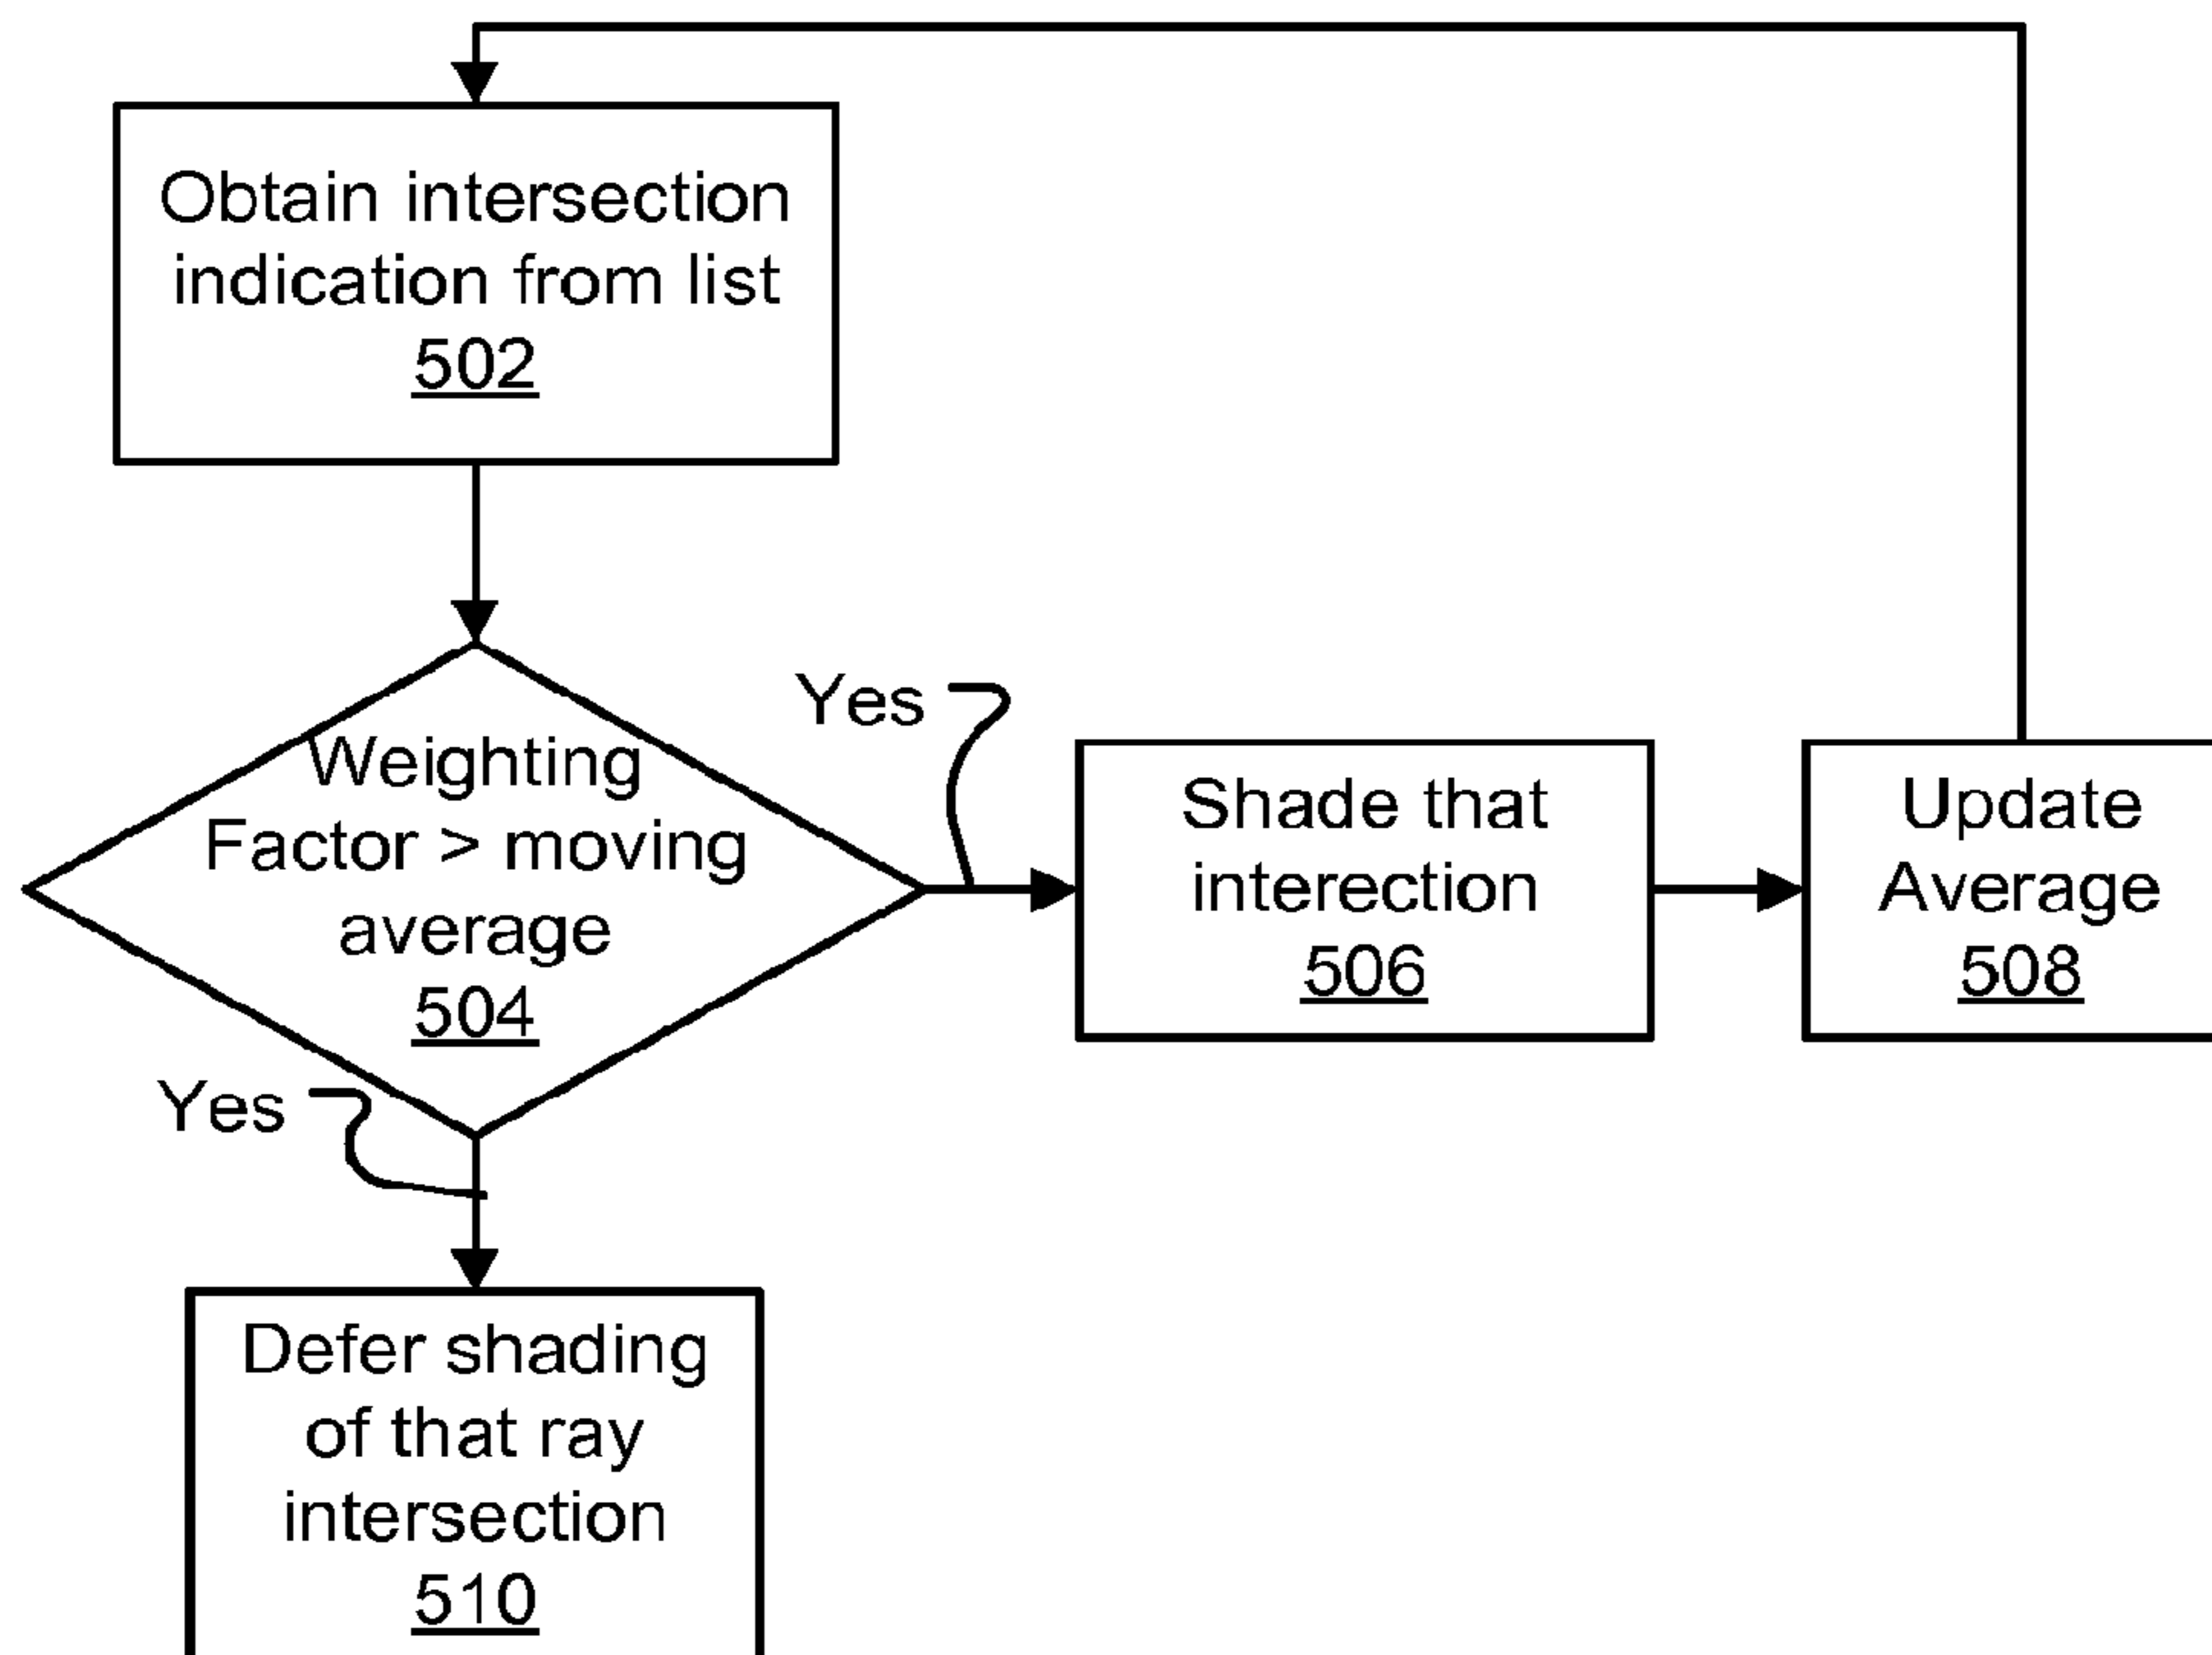 Obtain intersection
indication from list
502
Weighting
Factor > moving
average
504
Yes
Shade that
interection
506
Update
Average
508
Yes
Defer shading
of that ray
intersection
510